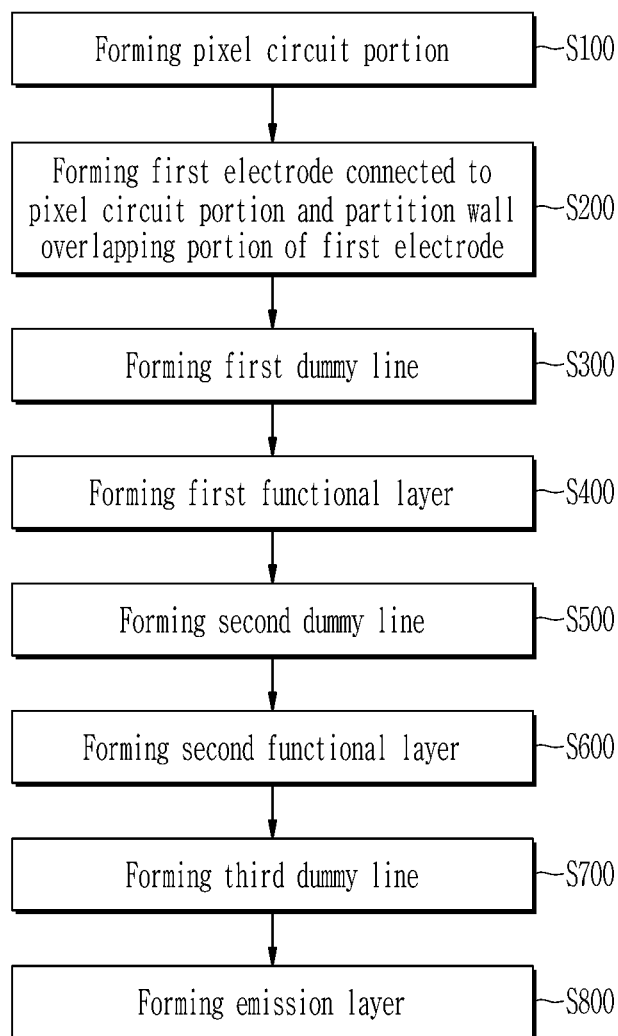 Forming pixel circuit portion
S100
Forming first electrode connected to
pixel circuit portion and partition wall
overlapping portion of first electrode
S200
Forming first dummy line
S300
Forming first functional layer
S400
Forming second dummy line
S500
Forming second functional layer
S600
Forming third dummy line
S700
Forming emission layer
S800